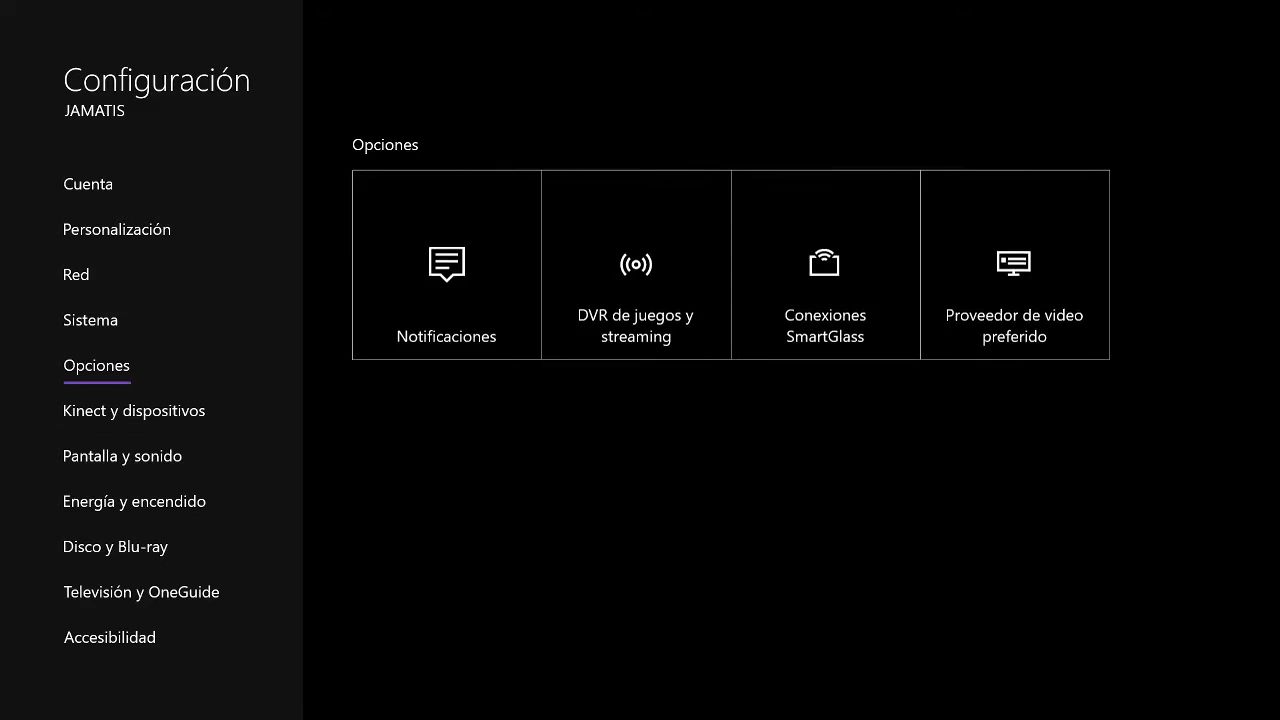 Configuración
JAMATIS
Cuenta
Personalización
Red
Sistema
Opciones
Kinect y dispositivos
Pantalla y sonido
Energía y encendido
Disco y Blu-ray
Televisión y OneGuide
Accesibilidad
Opciones
Notificaciones
DVR de juegos y
streaming
Conexiones
SmartGlass
Proveedor de video
preferido